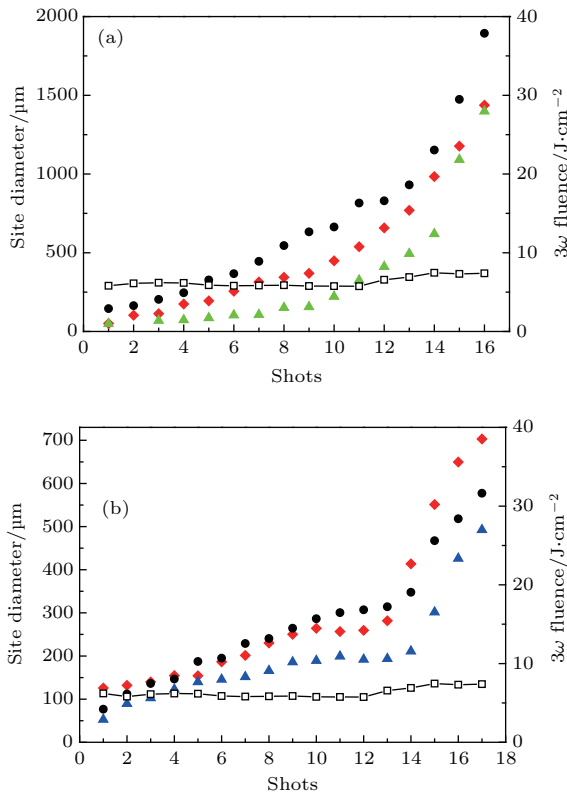 (a)
Site diameter/µm
2000
1500
1000
500
0
0 2 4 6 8 10 12 14 16
Shots
40
30
20
10
0
3ω fluence/J·cm−2
(b)
Site diameter/µm
700
600
500
400
300
200
100
0
0 2 4 6 8 10 12 14 16 18
Shots
40
30
20
10
0
3ω fluence/J·cm−2